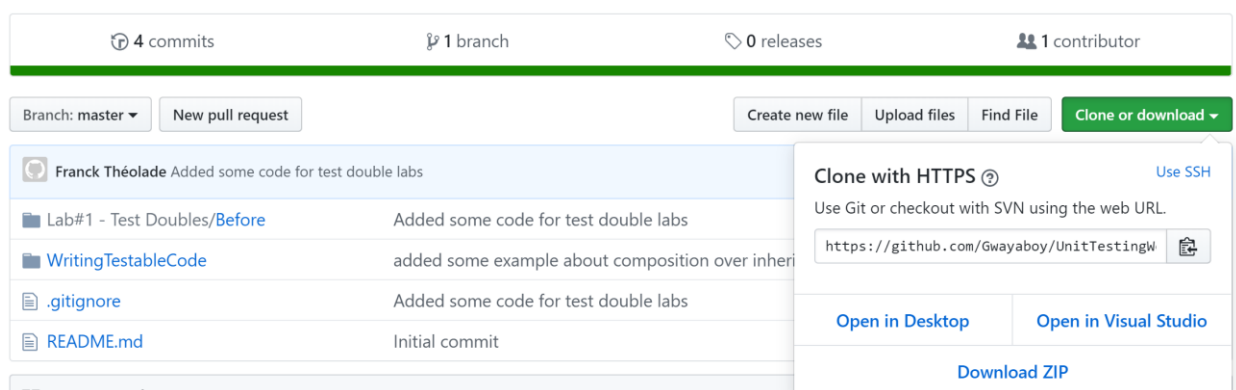 4 commits
1 branch
0 releases
1 contributor
Branch: master
New pull request
Create new file
Upload files
Find File
Clone or download
Franck Théolade Added some code for test double labs
Lab#1 - Test Doubles/Before
Added some code for test double labs
WritingTestableCode
added some example about composition over inheri
.gitignore
Added some code for test double labs
README.md
Initial commit
Clone with HTTPS
Use SSH
Use Git or checkout with SVN using the web URL.
https://github.com/Gwayaboy/UnitTestingW
Open in Desktop
Open in Visual Studio
Download ZIP